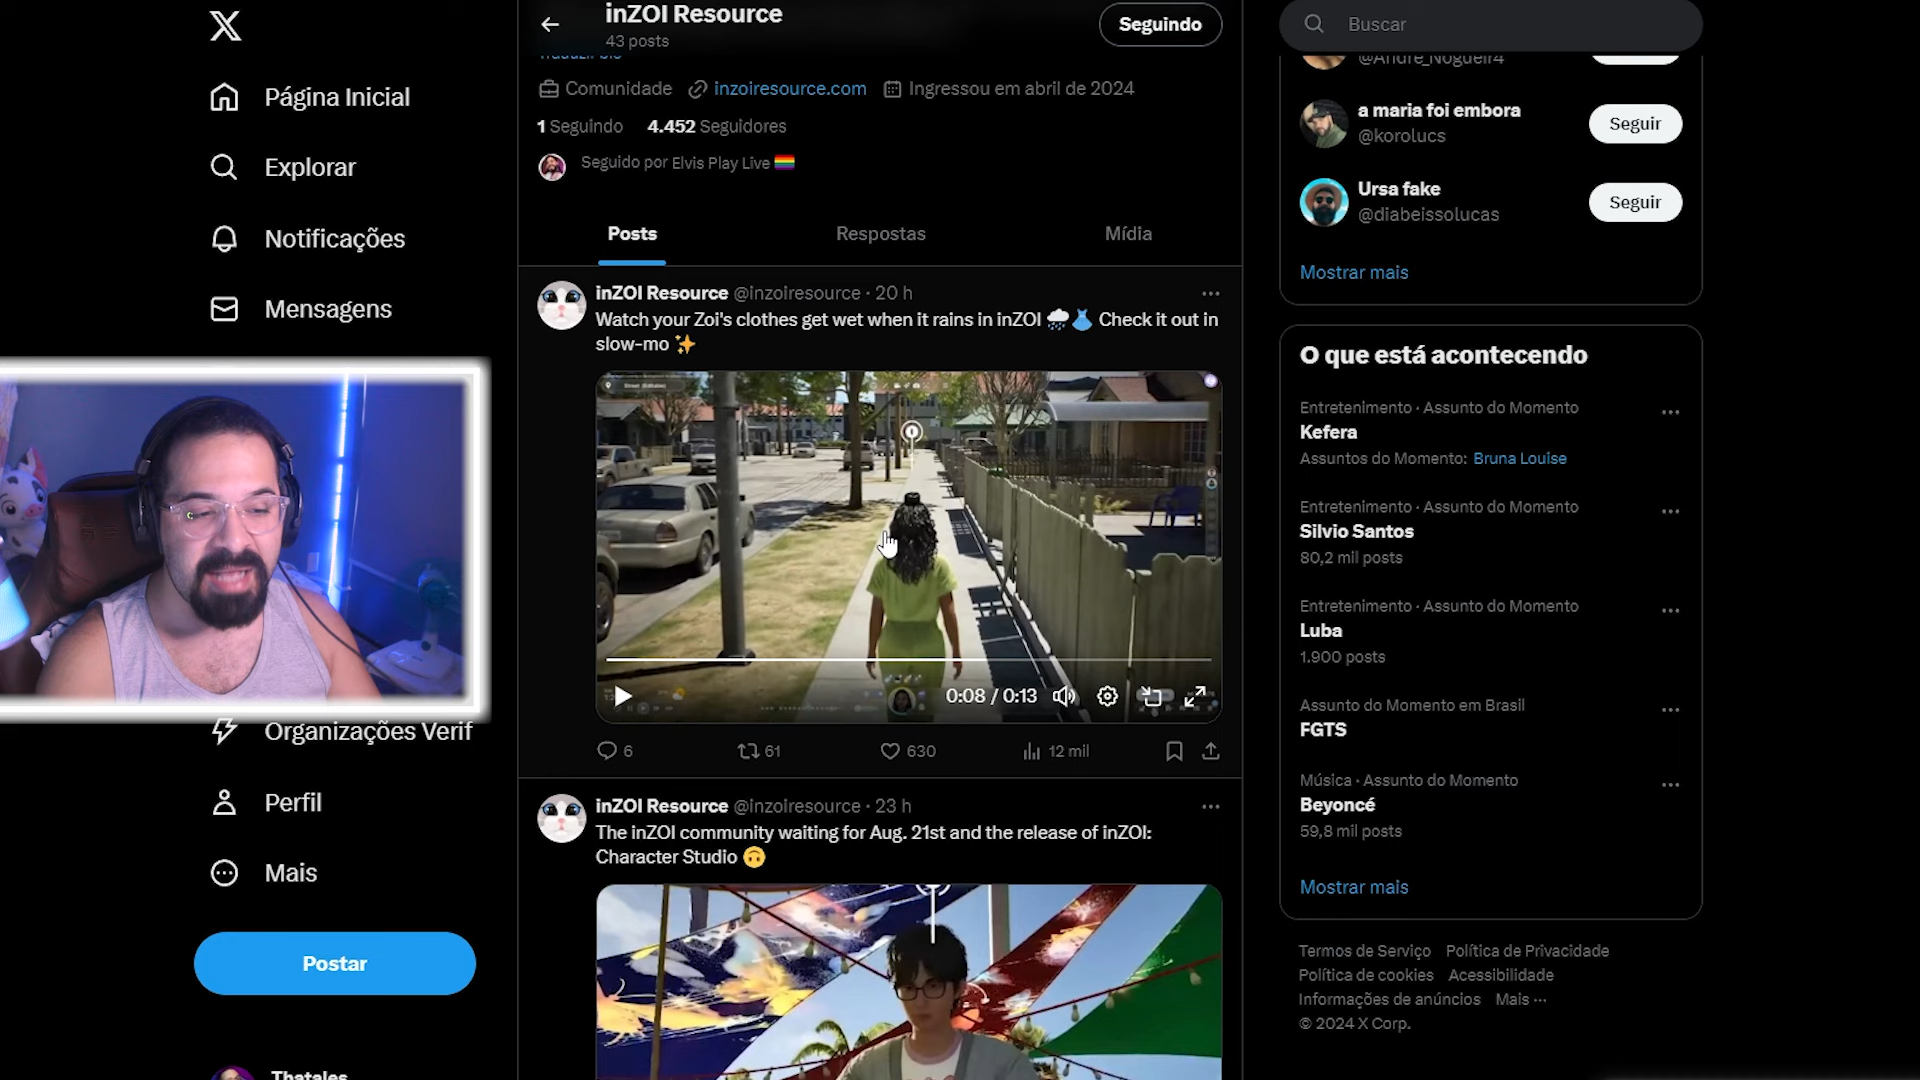 Página Inicial
Explorar
Notificações
Mensagens
Organizações Verif
Perfil
Mais
Postar
Thatales
inZOI Resource
43 posts
Seguindo
Traduzir bio
Comunidade inzoiresource.com Ingressou em abril de 2024
1 Seguindo 4.452 Seguidores
Seguido por Elvis Play Live 🏳️‍🌈
Posts Respostas Mídia
inZOI Resource @inzoiresource · 20 h
Watch your Zoi's clothes get wet when it rains in inZOI 🌧️👗 Check it out in
slow-mo ✨
0:08 / 0:13
6 61 630 12 mil
inZOI Resource @inzoiresource · 23 h
The inZOI community waiting for Aug. 21st and the release of inZOI:
Character Studio 🙃
Buscar
@Andre_Nogueir4
a maria foi embora
@korolucs
Seguir
Ursa fake
@diabeissolucas
Seguir
Mostrar mais
O que está acontecendo
Entretenimento · Assunto do Momento
Kefera
Assuntos do Momento: Bruna Louise
Entretenimento · Assunto do Momento
Silvio Santos
80,2 mil posts
Entretenimento · Assunto do Momento
Luba
1.900 posts
Assunto do Momento em Brasil
FGTS
Música · Assunto do Momento
Beyoncé
59,8 mil posts
Mostrar mais
Termos de Serviço Política de Privacidade
Política de cookies Acessibilidade
Informações de anúncios Mais ...
© 2024 X Corp.